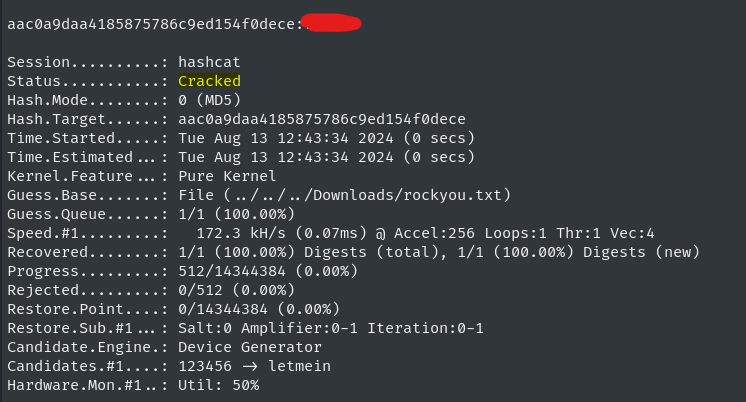 aac0a9daa4185875786c9ed154f0dece:
Session..........: hashcat
Status...........: Cracked
Hash.Mode........: 0 (MD5)
Hash.Target......: aac0a9daa4185875786c9ed154f0dece
Time.Started.....: Tue Aug 13 12:43:34 2024 (0 secs)
Time.Estimated...: Tue Aug 13 12:43:34 2024 (0 secs)
Kernel.Feature...: Pure Kernel
Guess.Base.......: File (../../../Downloads/rockyou.txt)
Guess.Queue......: 1/1 (100.00%)
Speed.#1.........:   172.3 kH/s (0.07ms) @ Accel:256 Loops:1 Thr:1 Vec:4
Recovered........: 1/1 (100.00%) Digests (total), 1/1 (100.00%) Digests (new)
Progress.........: 512/14344384 (0.00%)
Rejected.........: 0/512 (0.00%)
Restore.Point....: 0/14344384 (0.00%)
Restore.Sub.#1...: Salt:0 Amplifier:0-1 Iteration:0-1
Candidate.Engine.: Device Generator
Candidates.#1....: 123456 -> letmein
Hardware.Mon.#1..: Util: 50%